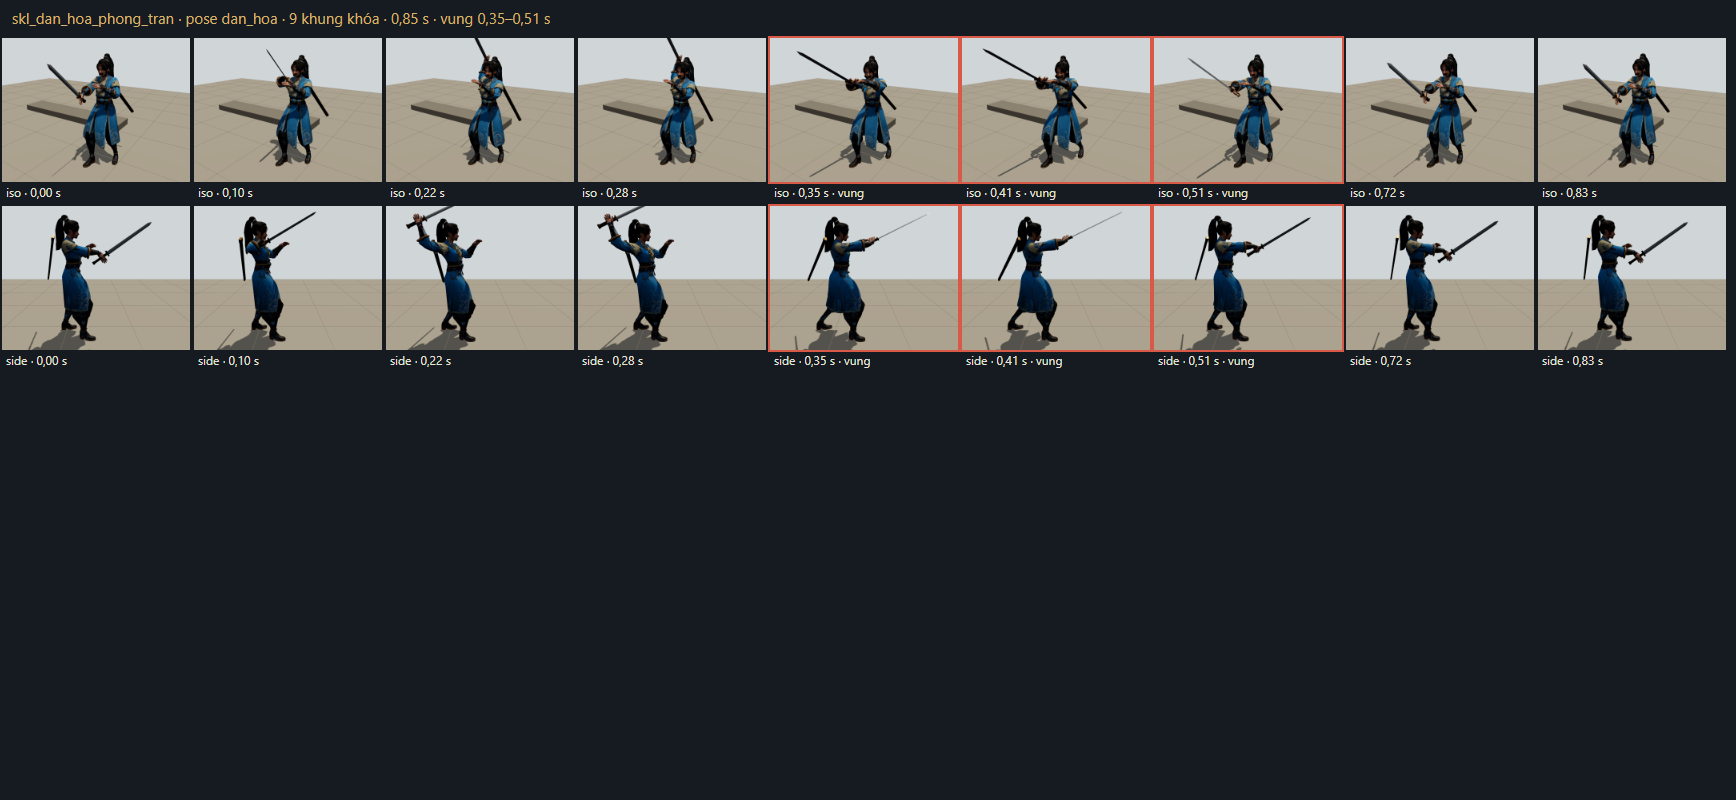 skl_dan_hoa_phong_tran · pose dan_hoa · 9 khung khóa · 0,85 s · vung 0,35–0,51 s
iso · 0,00 s
iso · 0,10 s
iso · 0,22 s
iso · 0,28 s
iso · 0,35 s · vung
iso · 0,41 s · vung
iso · 0,51 s · vung
iso · 0,72 s
iso · 0,83 s
side · 0,00 s
side · 0,10 s
side · 0,22 s
side · 0,28 s
side · 0,35 s · vung
side · 0,41 s · vung
side · 0,51 s · vung
side · 0,72 s
side · 0,83 s